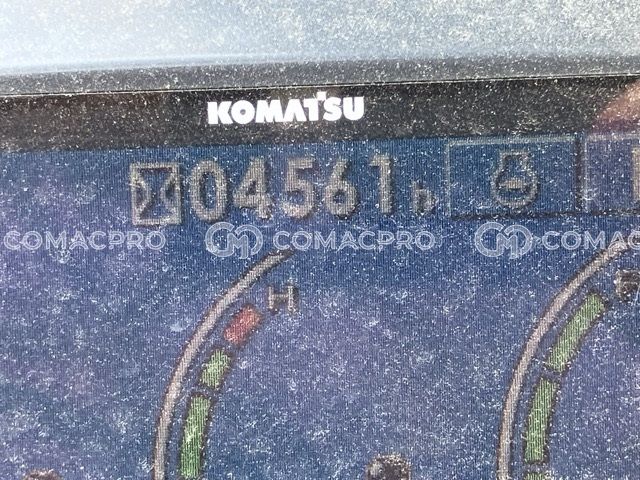 KOMATSU
04561h
COMACPRO COMACPRO COMACPRO
H F